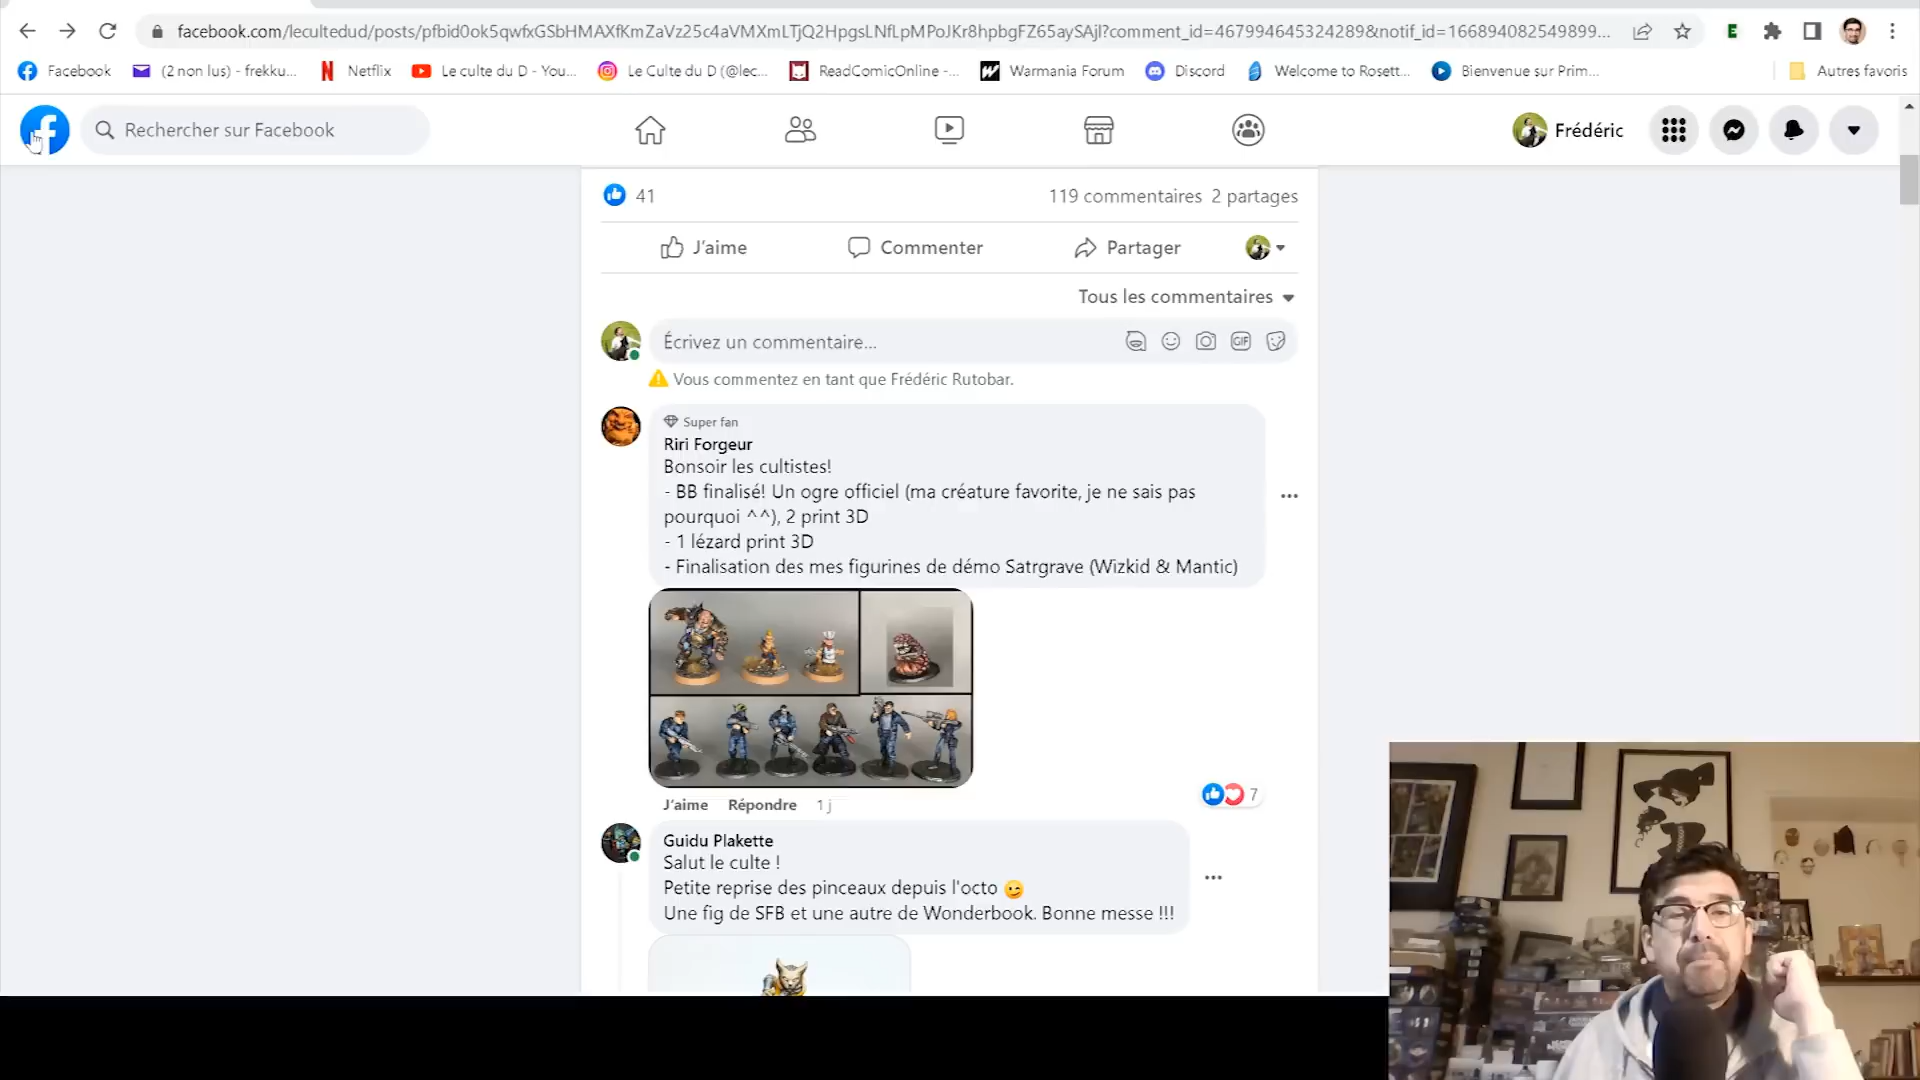 facebook.com/lecultedud/posts/pfbid0ok5qwfxGSbHMAXfKmZaVz25c4aVMXmLTjQ2HpgsLNfLpMPoJKr8hpbgFZ65aySAjl?comment_id=467994645324289&notif_id=166894082549899...
Facebook (2 non lus) - frekku... Netflix Le culte du D - You... Le Culte du D (@lec... ReadComicOnline -... Warmania Forum Discord Welcome to Rosett... Bienvenue sur Prim... Autres favoris
Rechercher sur Facebook Frédéric
41 119 commentaires 2 partages
J'aime Commenter Partager
Tous les commentaires
Écrivez un commentaire... GIF
Vous commentez en tant que Frédéric Rutobar.
Super fan
Riri Forgeur
Bonsoir les cultistes!
- BB finalisé! Un ogre officiel (ma créature favorite, je ne sais pas
pourquoi ^^), 2 print 3D
- 1 lézard print 3D
- Finalisation des mes figurines de démo Satrgrave (Wizkid & Mantic)
J'aime Répondre 1 j 7
Guidu Plakette
Salut le culte !
Petite reprise des pinceaux depuis l'octo 😉
Une fig de SFB et une autre de Wonderbook. Bonne messe !!!